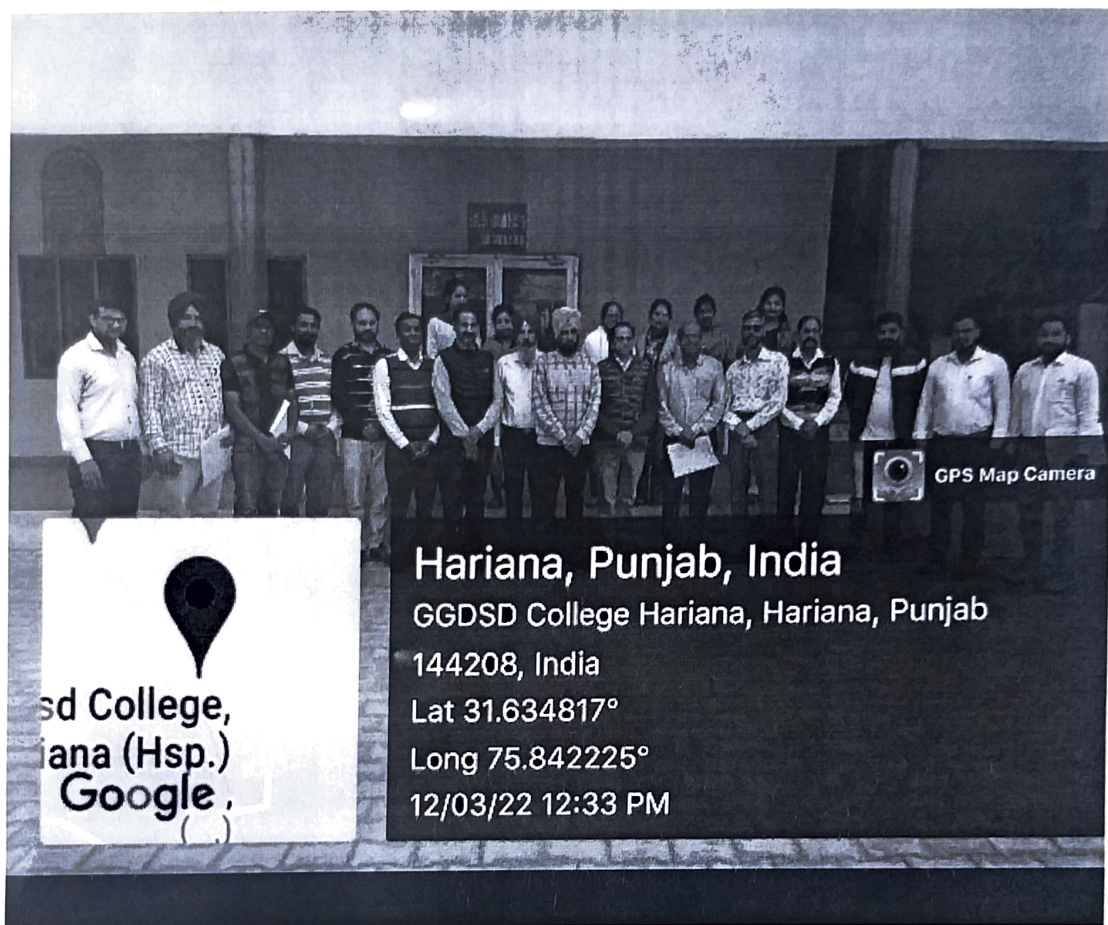 GPS Map Camera
Hariana, Punjab, India
GGDSD College Hariana, Hariana, Punjab
144208, India
Lat 31.634817°
Long 75.842225°
12/03/22 12:33 PM
sd College,
iana (Hsp.)
Google